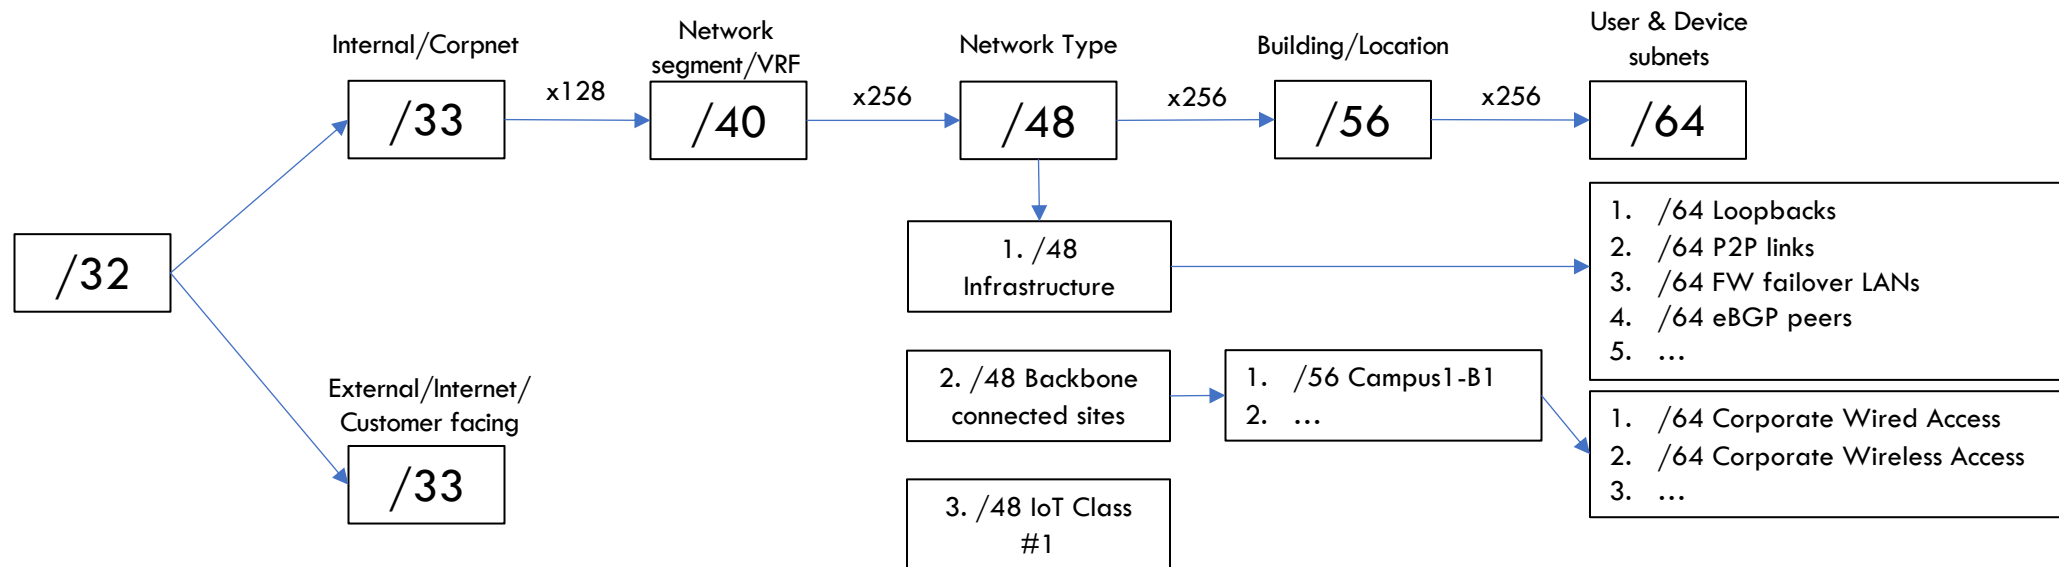 User & Device
subnets
Internal/Corpnet
Network
segment/VRF
Network Type
Building/Location
/33
x128
/40
x256
/48
x256
/56
x256
/64
/32
1. /48
Infrastructure
1. /64 Loopbacks
2. /64 P2P links
3. /64 FW failover LANs
4. /64 eBGP peers
5. ...
External/Internet/
Customer facing
/33
2. /48 Backbone
connected sites
1. /56 Campus1-B1
2. ...
1. /64 Corporate Wired Access
2. /64 Corporate Wireless Access
3. ...
3. /48 IoT Class
#1